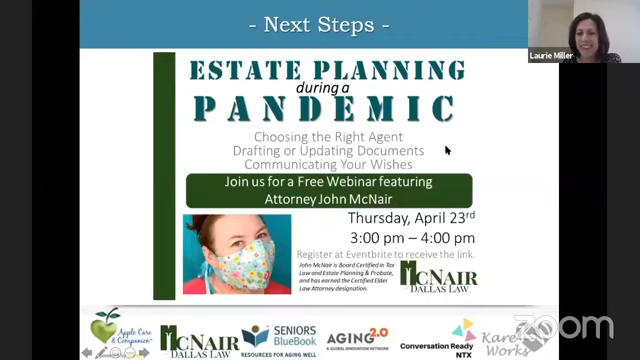 - Next Steps -
Laurie Miller
ESTATE PLANNING
during a
PANDEMIC
Choosing the Right Agent
Drafting or Updating Documents
Communicating Your Wishes
Join us for a Free Webinar featuring
Attorney John McNair
Thursday, April 23rd
3:00 pm – 4:00 pm
Register at Eventbrite to receive the link.
John McNair is Board Certified in Tax
Law and Estate Planning & Probate,
and has earned the Certified Elder
Law Attorney designation.
McNAIR
DALLAS LAW
Apple Care
& Companion
McNAIR
DALLAS LAW
SENIORS
BlueBook
RESOURCES FOR AGING WELL
AGING2.0
A GLOBAL INNOVATION NETWORK
Conversation Ready
NTX
Works
zoom